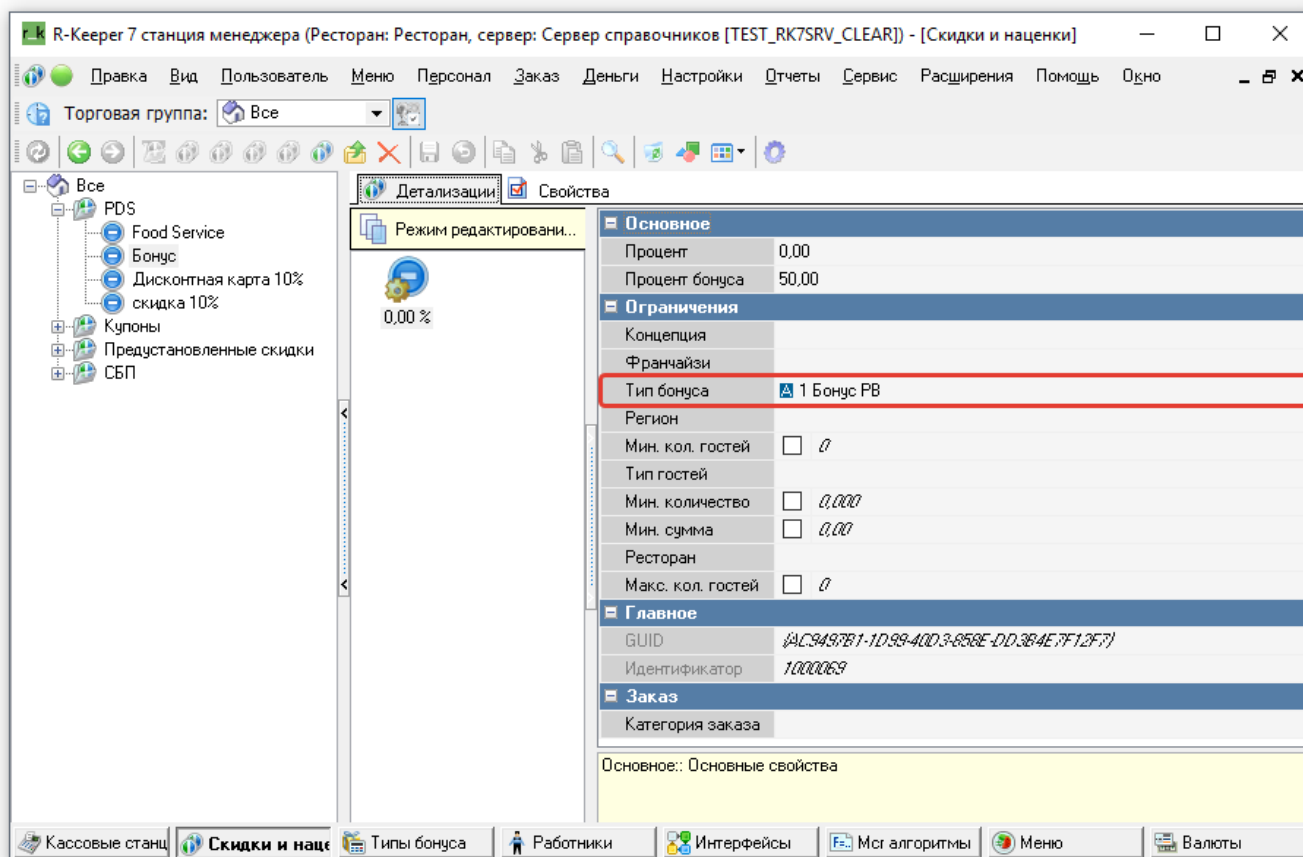 r_k R-Keeper 7 станция менеджера (Ресторан: Ресторан, сервер: Сервер справочников [TEST_RK7SRV_CLEAR]) - [Скидки и наценки]
Правка Вид Пользователь Меню Персонал Заказ Деньги Настройки Отчеты Сервис Расширения Помощь Окно
Торговая группа: Все
Все
PDS
Food Service
Бонус
Дисконтная карта 10%
скидка 10%
Купоны
Предустановленные скидки
СБП
Детализации Свойства
Режим редактировани...
0,00 %
Основное
Процент 0,00
Процент бонуса 50,00
Ограничения
Концепция
Франчайзи
Тип бонуса A 1 Бонус РВ
Регион
Мин. кол. гостей 0
Тип гостей
Мин. количество 0,000
Мин. сумма 0,00
Ресторан
Макс. кол. гостей 0
Главное
GUID {AC9497B1-1D99-40D3-858E-DD3B4E7F12F7}
Идентификатор 1000069
Заказ
Категория заказа
Основное:: Основные свойства
Кассовые станц Скидки и наце Типы бонуса Работники Интерфейсы F=.. Мсг алгоритмы Меню Валюты